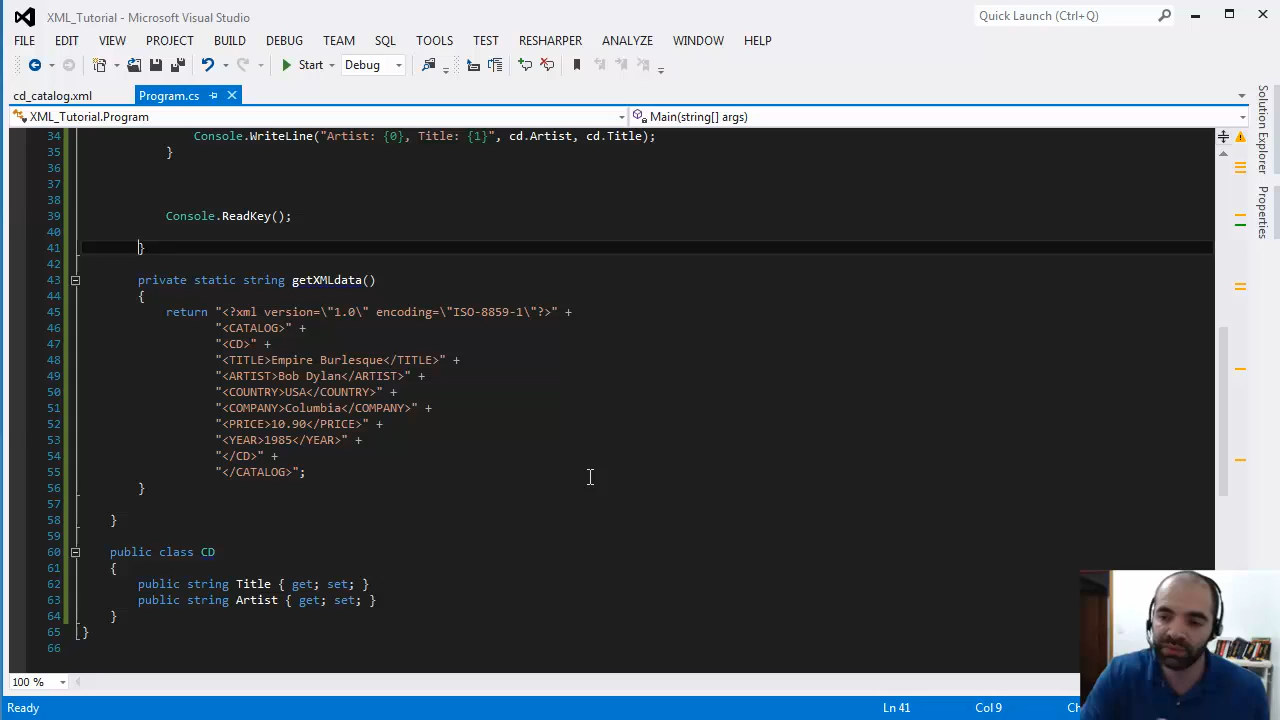 XML_Tutorial - Microsoft Visual Studio
Quick Launch (Ctrl+Q)
FILE EDIT VIEW PROJECT BUILD DEBUG TEAM SQL TOOLS TEST RESHARPER ANALYZE WINDOW HELP
Start Debug
cd_catalog.xml Program.cs
XML_Tutorial.Program Main(string[] args)
34 Console.WriteLine("Artist: {0}, Title: {1}", cd.Artist, cd.Title);
35 }
36
37
38
39 Console.ReadKey();
40
41 }
42
43 private static string getXMLdata()
44 {
45 return "<?xml version=\"1.0\" encoding=\"ISO-8859-1\"?>" +
46 "<CATALOG>" +
47 "<CD>" +
48 "<TITLE>Empire Burlesque</TITLE>" +
49 "<ARTIST>Bob Dylan</ARTIST>" +
50 "<COUNTRY>USA</COUNTRY>" +
51 "<COMPANY>Columbia</COMPANY>" +
52 "<PRICE>10.90</PRICE>" +
53 "<YEAR>1985</YEAR>" +
54 "</CD>" +
55 "</CATALOG>";
56 }
57
58 }
59
60 public class CD
61 {
62 public string Title { get; set; }
63 public string Artist { get; set; }
64 }
65 }
66
Solution Explorer
Properties
100 %
Ready Ln 41 Col 9 Ch